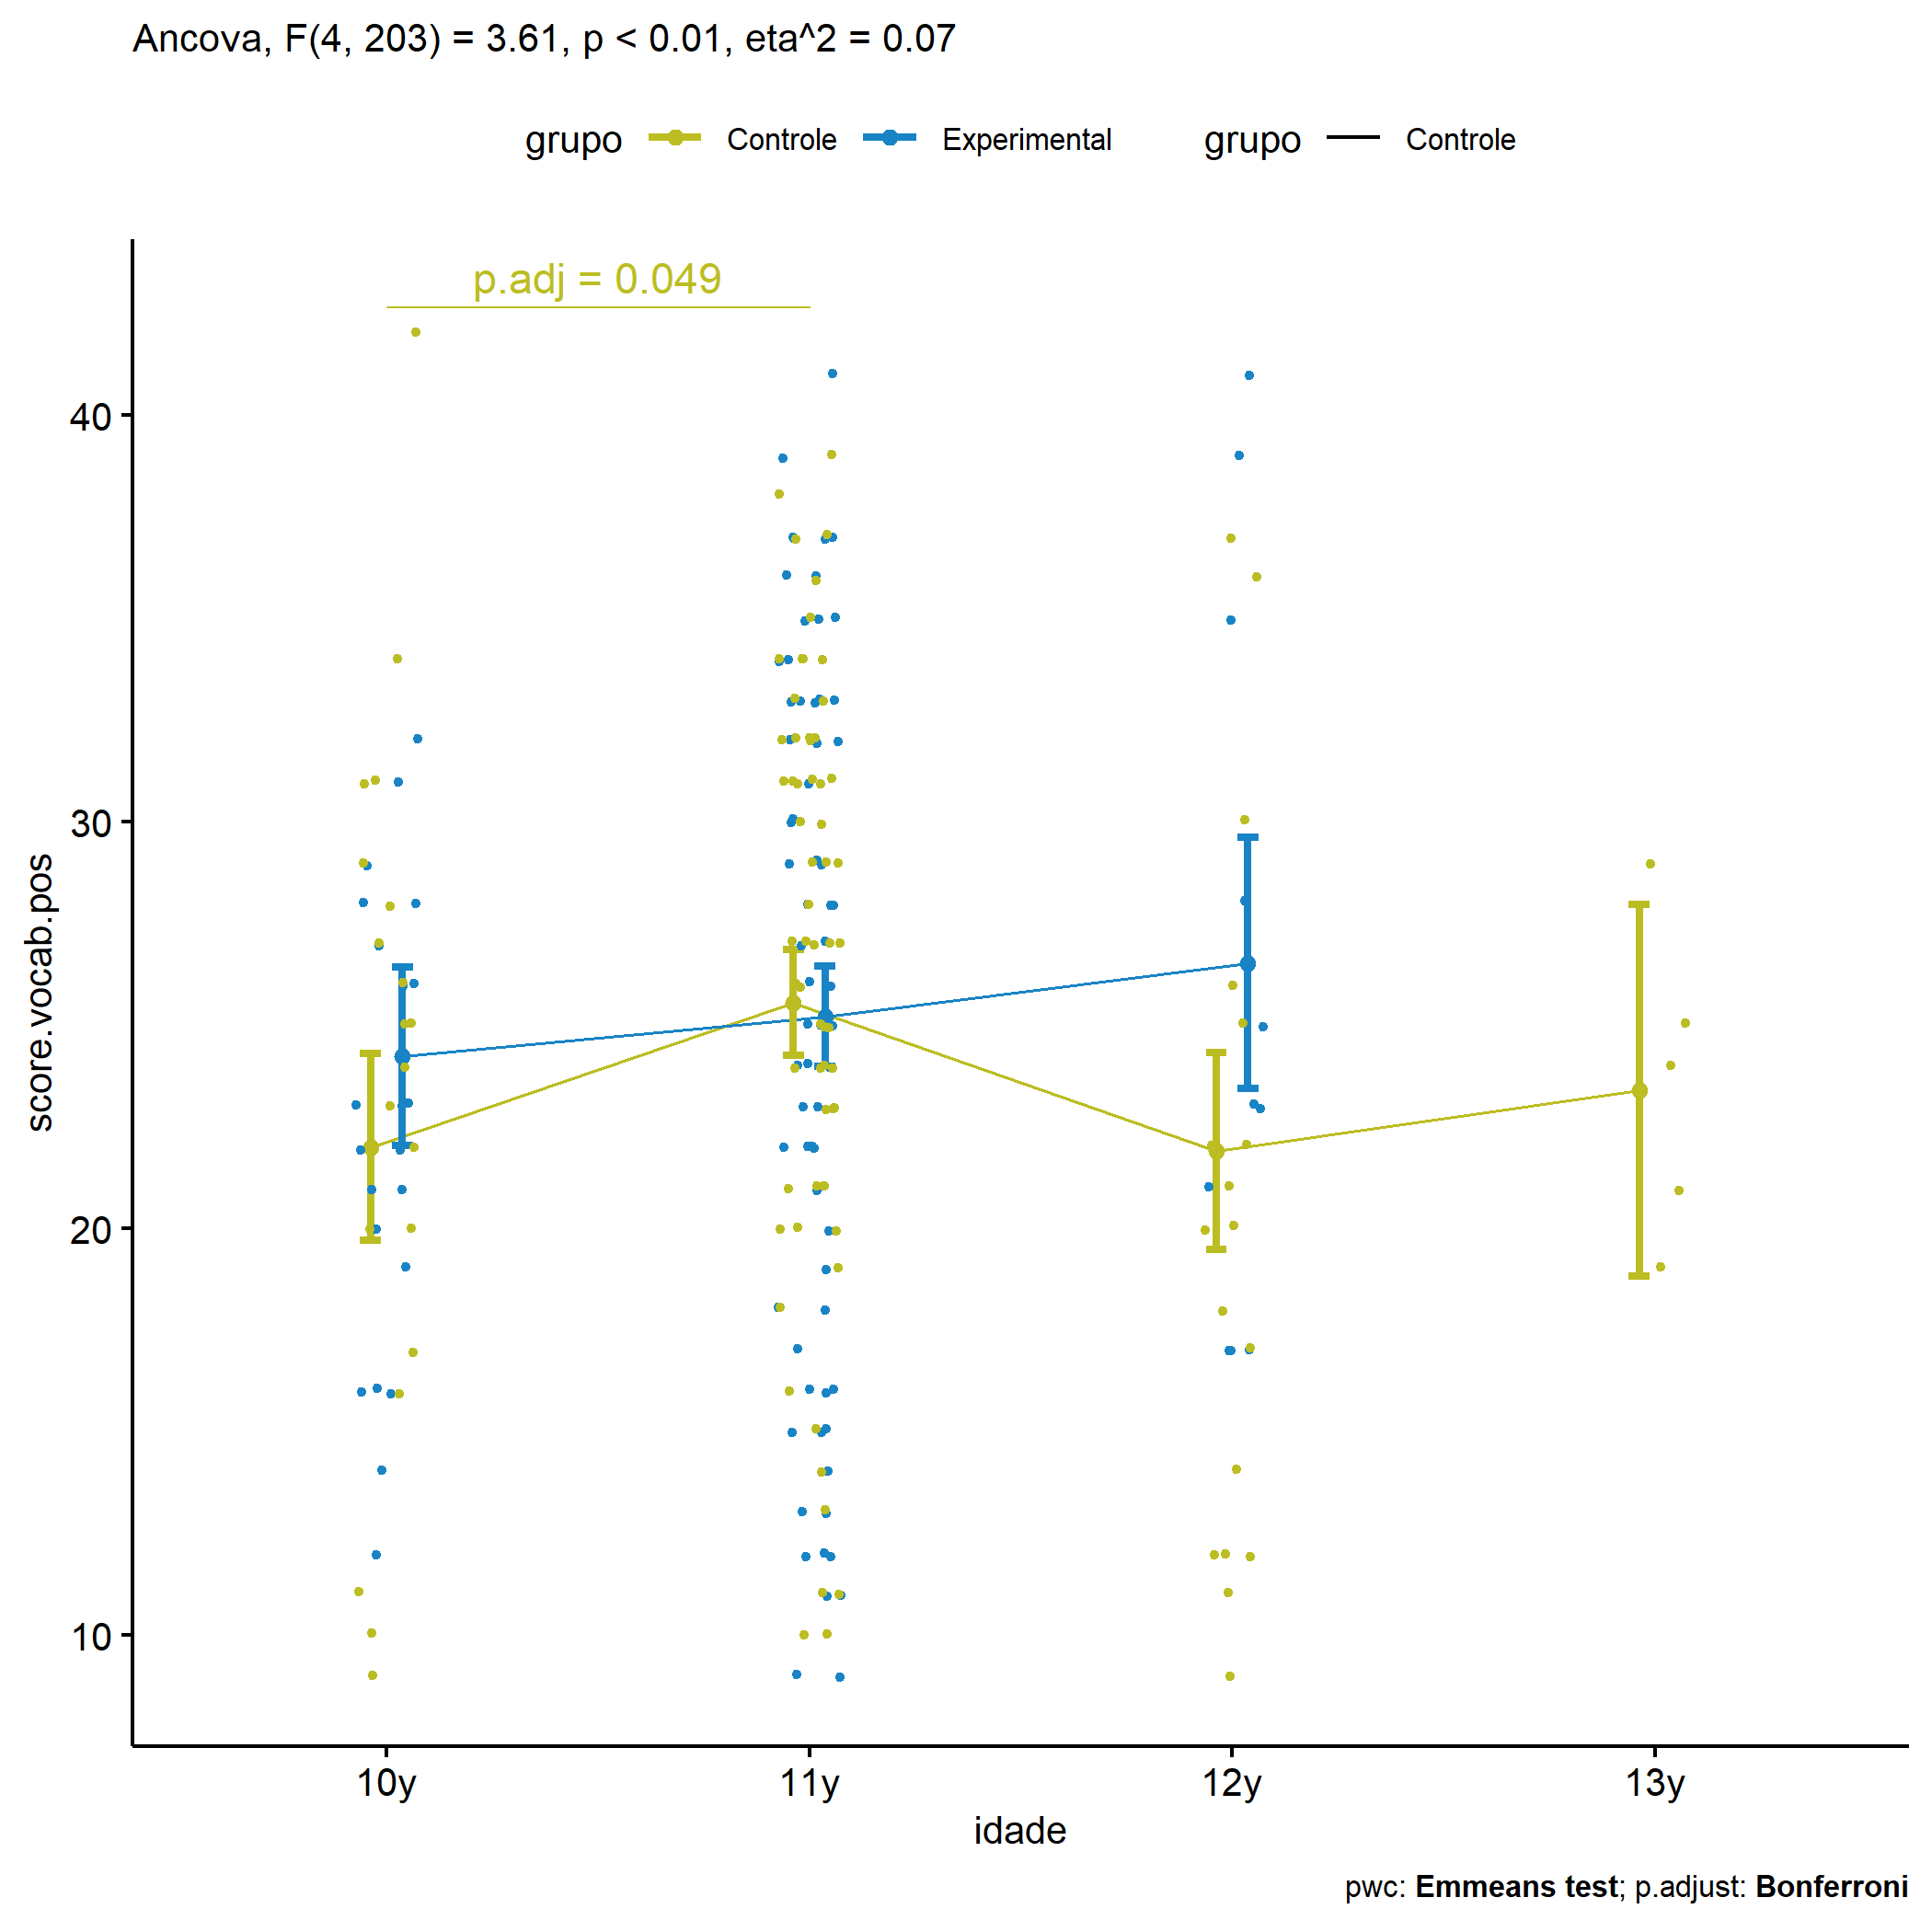 Ancova, F(4, 203) = 3.61, p < 0.01, eta^2 = 0.07
grupo Controle Experimental grupo Controle
p.adj = 0.049
40
30
20
10
score.vocab.pos
10y 11y 12y 13y
idade
pwc: Emmeans test; p.adjust: Bonferroni